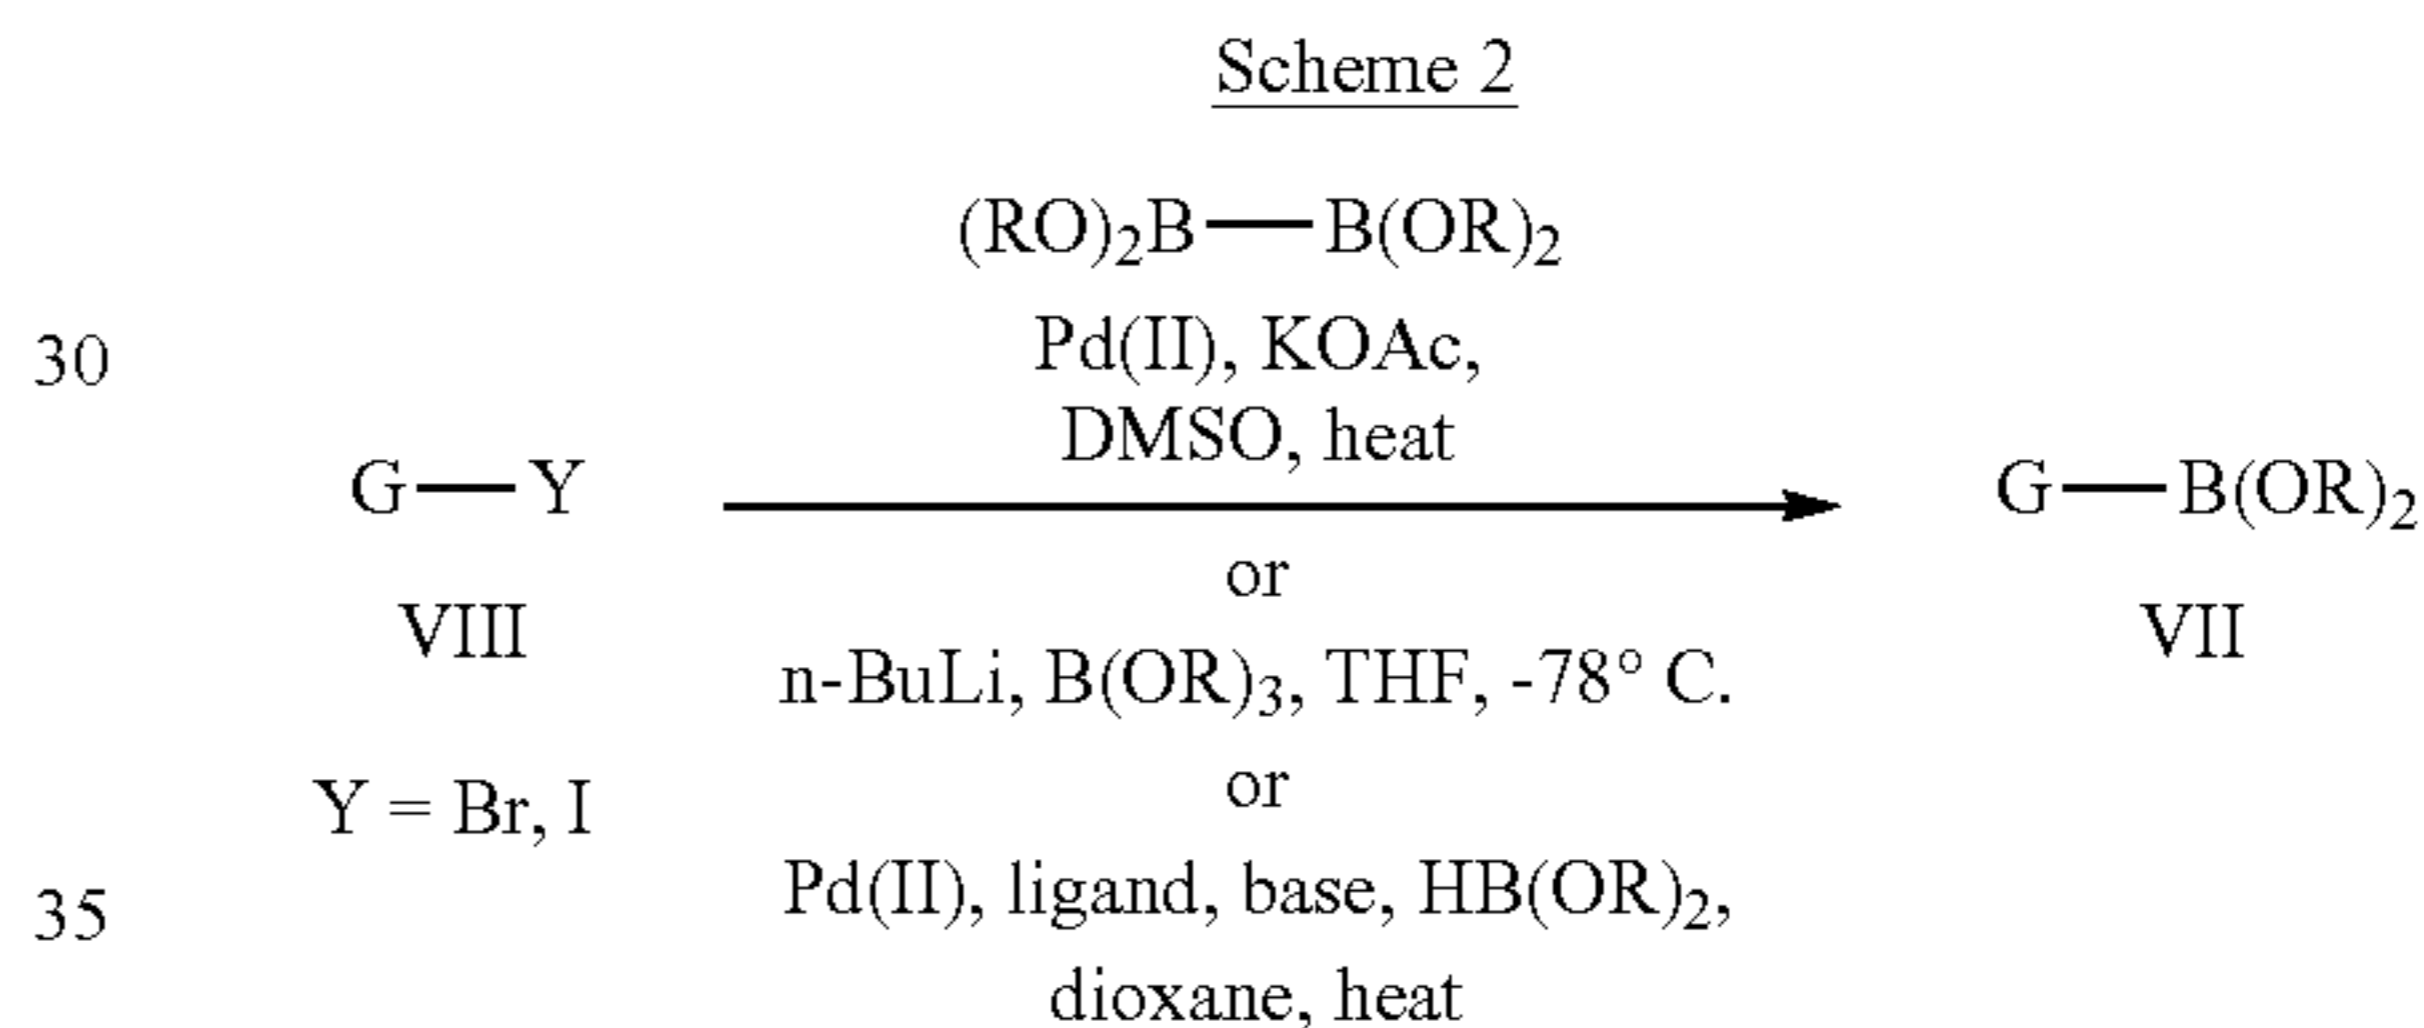 Scheme 2
(RO)₂B—B(OR)₂
30
Pd(II), KOAc,
DMSO, heat
G—Y
G—B(OR)₂
or
VIII
VII
n-BuLi, B(OR)₃, THF, -78° C.
or
Y = Br, I
35
Pd(II), ligand, base, HB(OR)₂,
dioxane, heat